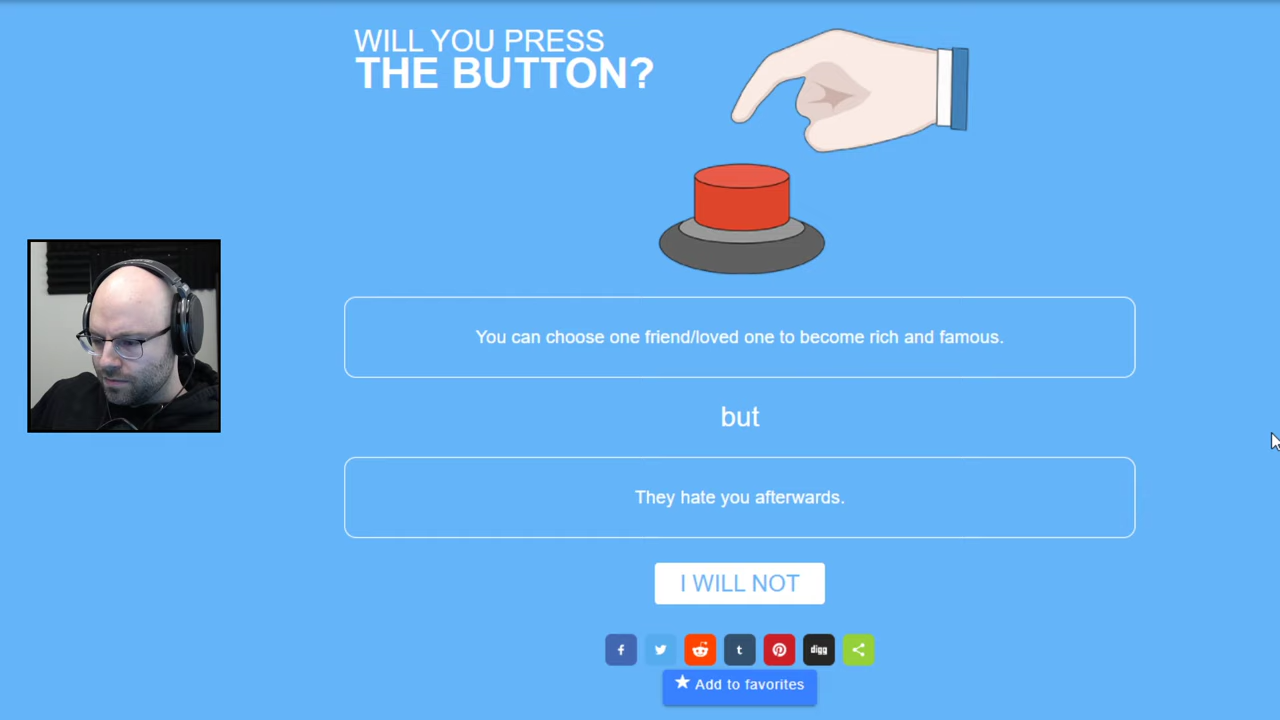 WILL YOU PRESS
THE BUTTON?
You can choose one friend/loved one to become rich and famous.
but
They hate you afterwards.
I WILL NOT
f
t
digg
Add to favorites